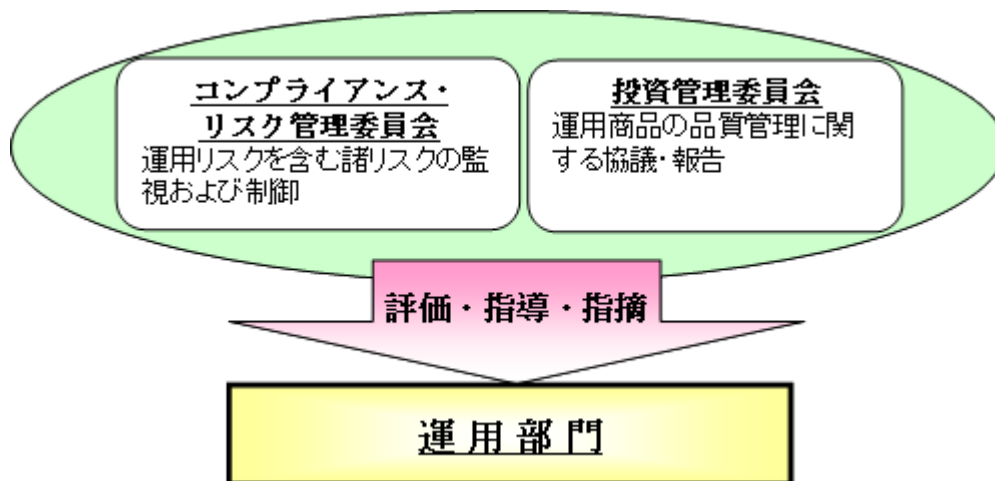 コンプライアンス・
リスク管理委員会
運用リスクを含む諸リスクの監
視および制御
投資管理委員会
運用商品の品質管理に関
する協議・報告
評価・指導・指摘
運用部門